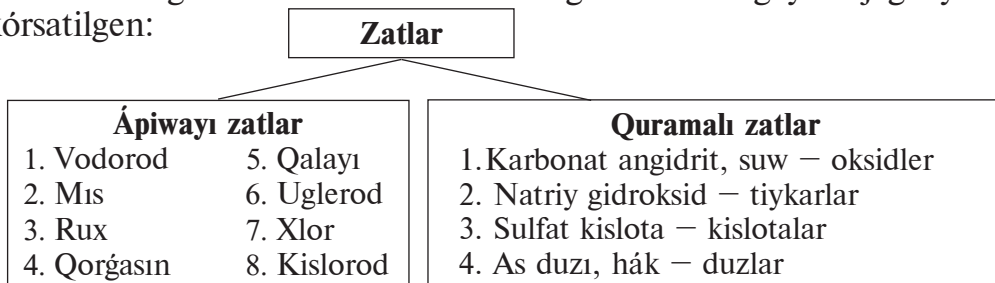 kórsatilgen:
Zatlar
Ápiwayı zatlar
1. Vodorod
2. Mıs
3. Rux
4. Qorǵasın
5. Qalayı
6. Uglerod
7. Xlor
8. Kislorod
Quramalı zatlar
1.Karbonat angidrit, suw — oksidler
2. Natriy gidroksid — tiykarlar
3. Sulfat kislota — kislotalar
4. As duzı, hák — duzlar